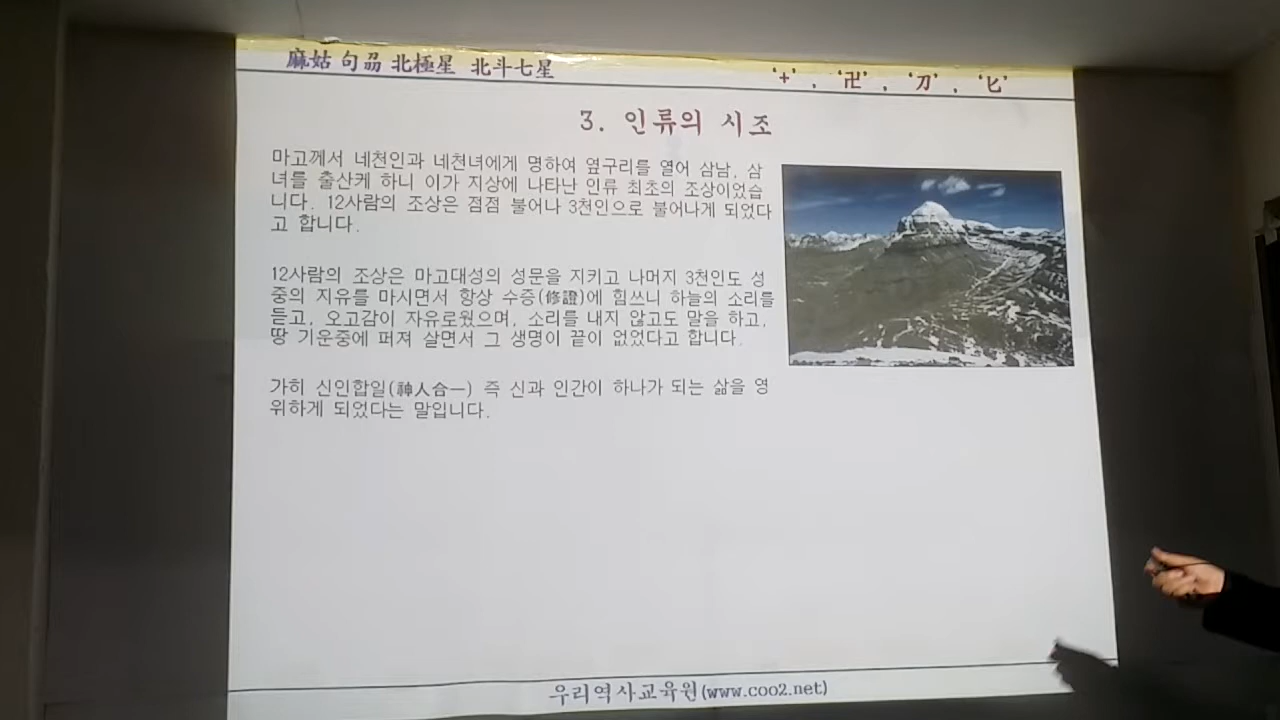 麻姑 句刕 北極星 北斗七星
'+', '卍', '刀', '匕'
3. 인류의 시조
마고께서 네천인과 네천녀에게 명하여 옆구리를 열어 삼남, 삼
녀를 출산케 하니 이가 지상에 나타난 인류 최초의 조상이었습
니다. 12사람의 조상은 점점 불어나 3천인으로 불어나게 되었다
고 합니다.
12사람의 조상은 마고대성의 성문을 지키고 나머지 3천인도 성
중의 지유를 마시면서 항상 수증(修證)에 힘쓰니 하늘의 소리를
듣고, 오고감이 자유로웠으며, 소리를 내지 않고도 말을 하고,
땅 기운중에 퍼져 살면서 그 생명이 끝이 없었다고 합니다.
가히 신인합일(神人合一) 즉 신과 인간이 하나가 되는 삶을 영
위하게 되었다는 말입니다.
우리역사교육원(www.coo2.net)